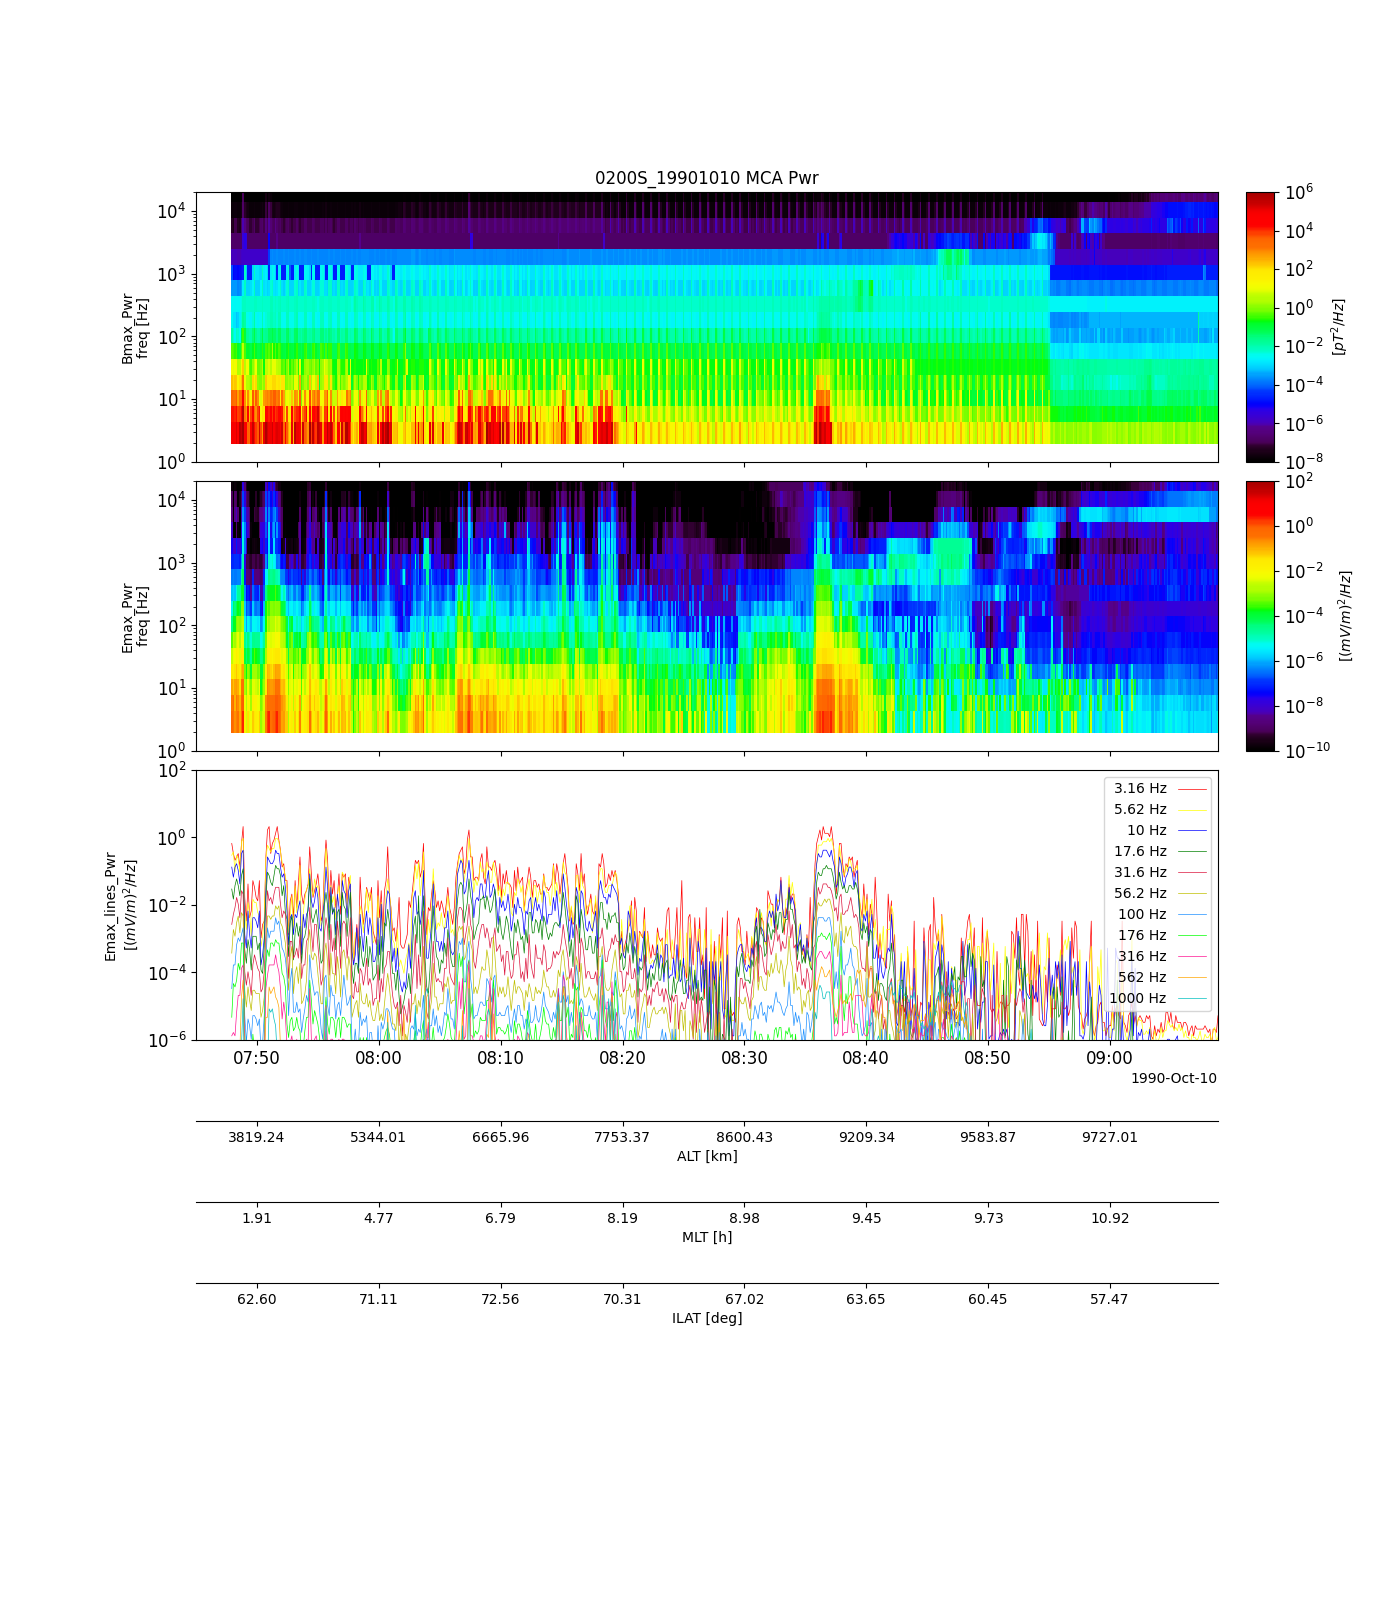 0200S_19901010 MCA Pwr
10^4
10^3
10^2
10^1
10^0
Bmax_Pwr
freq [Hz]
10^6
10^4
10^2
10^0
10^-2
10^-4
10^-6
10^-8
[pT^2/Hz]
10^4
10^3
10^2
10^1
10^0
Emax_Pwr
freq [Hz]
10^2
10^0
10^-2
10^-4
10^-6
10^-8
10^-10
[(mV/m)^2/Hz]
10^2
10^0
10^-2
10^-4
10^-6
Emax_lines_Pwr
[(mV/m)^2/Hz]
3.16 Hz
5.62 Hz
10 Hz
17.6 Hz
31.6 Hz
56.2 Hz
100 Hz
176 Hz
316 Hz
562 Hz
1000 Hz
07:50 08:00 08:10 08:20 08:30 08:40 08:50 09:00
1990-Oct-10
3819.24 5344.01 6665.96 7753.37 8600.43 9209.34 9583.87 9727.01
ALT [km]
1.91 4.77 6.79 8.19 8.98 9.45 9.73 10.92
MLT [h]
62.60 71.11 72.56 70.31 67.02 63.65 60.45 57.47
ILAT [deg]